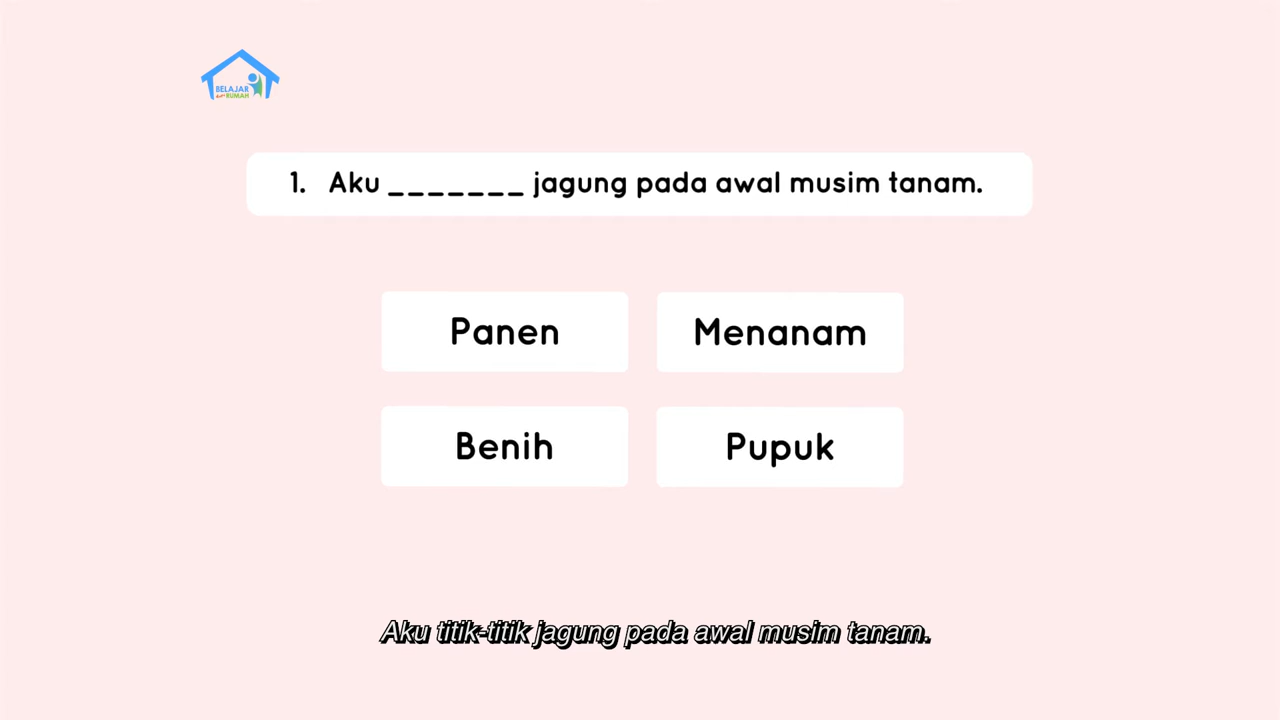 BELAJAR
dari RUMAH
1. Aku _______ jagung pada awal musim tanam.
Panen
Menanam
Benih
Pupuk
Aku titik-titik jagung pada awal musim tanam.